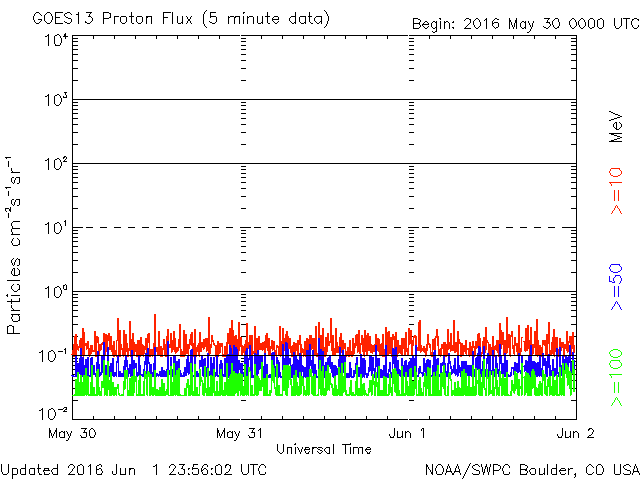 GOES13 Proton Flux (5 minute data)
Begin: 2016 May 30 0000 UTC
10⁴
10³
10²
10¹
10⁰
10⁻¹
10⁻²
Particles cm⁻²s⁻¹sr⁻¹
MeV
>=10
>=50
>=100
May 30
May 31
Jun 1
Jun 2
Universal Time
Updated 2016 Jun 1 23:56:02 UTC
NOAA/SWPC Boulder, CO USA